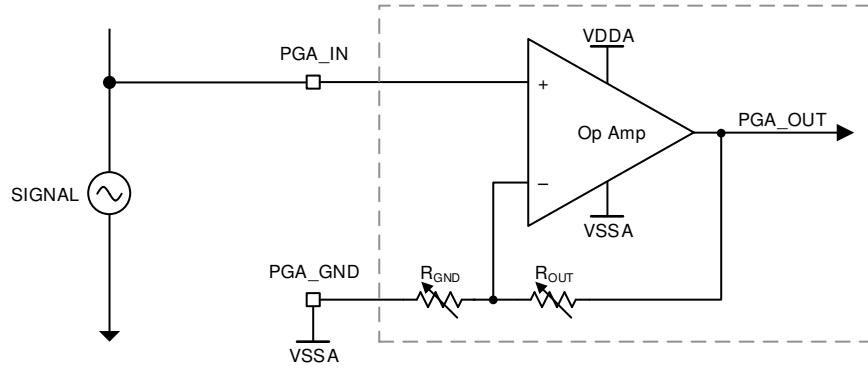 PGA_IN
VDDA
+
Op Amp
PGA_OUT
SIGNAL
−
VSSA
PGA_GND
RGND
ROUT
VSSA